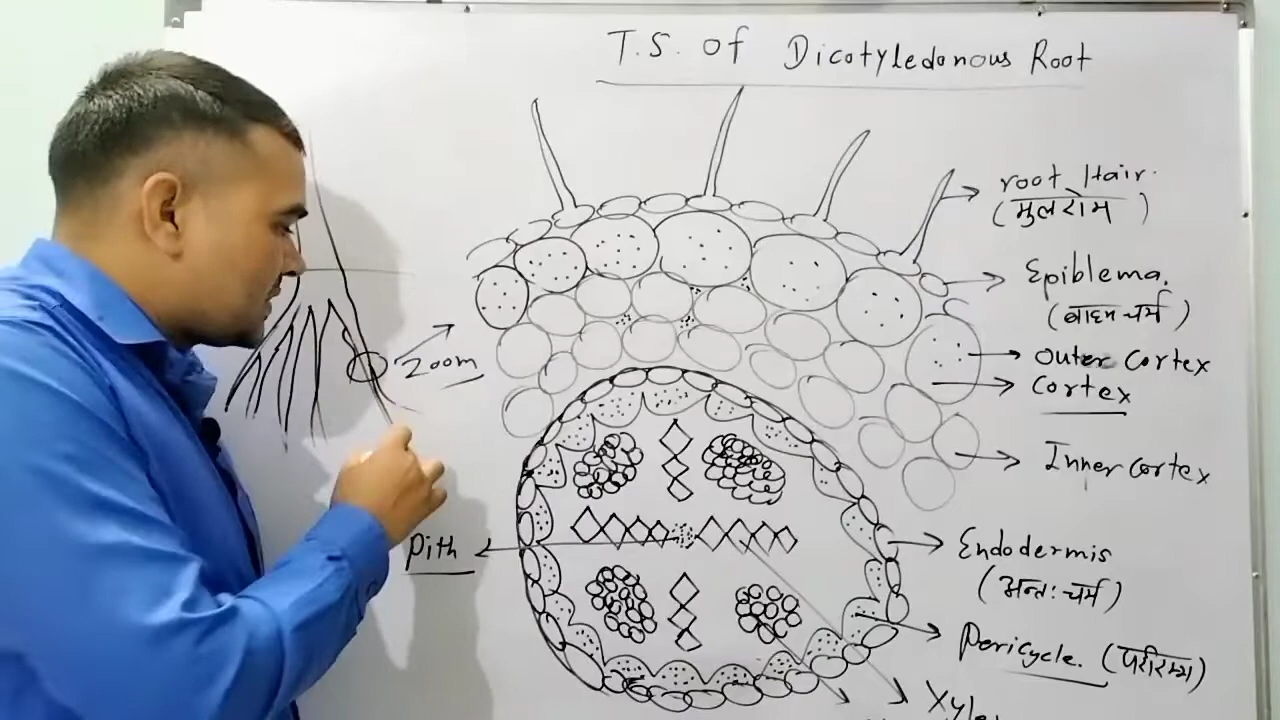 T.S. of Dicotyledonous Root
root Hair.
(मुलरोम)
Epiblema.
(बाह्य चर्म)
Zoom
Outer Cortex
Cortex
Inner Cortex
Pith
Endodermis
(अन्त: चर्म)
Pericycle. (परीरम्भ)